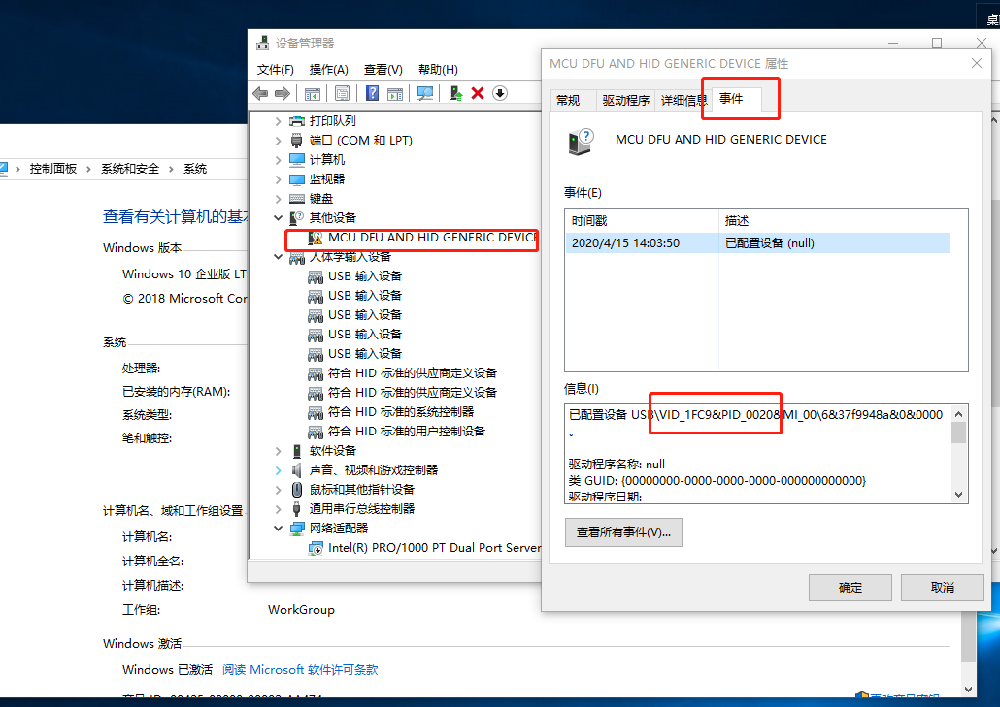 桌
设备管理器
文件(F) 操作(A) 查看(V) 帮助(H)
打印队列
端口 (COM 和 LPT)
计算机
监视器
键盘
其他设备
MCU DFU AND HID GENERIC DEVICE
人体学输入设备
USB 输入设备
USB 输入设备
USB 输入设备
USB 输入设备
USB 输入设备
符合 HID 标准的供应商定义设备
符合 HID 标准的供应商定义设备
符合 HID 标准的系统控制器
符合 HID 标准的用户控制设备
软件设备
声音、视频和游戏控制器
鼠标和其他指针设备
通用串行总线控制器
网络适配器
Intel(R) PRO/1000 PT Dual Port Server
MCU DFU AND HID GENERIC DEVICE 属性
常规 驱动程序 详细信息 事件
MCU DFU AND HID GENERIC DEVICE
事件(E)
时间戳 描述
2020/4/15 14:03:50 已配置设备 (null)
信息(I)
已配置设备 USB\VID_1FC9&PID_0020&MI_00\6&37f9948a&0&0000
。
驱动程序名称: null
类 GUID: {00000000-0000-0000-0000-000000000000}
驱动程序日期:
查看所有事件(V)...
确定 取消
控制面板 › 系统和安全 › 系统
查看有关计算机的基
Windows 版本
Windows 10 企业版 LT
© 2018 Microsoft Cor
系统
处理器:
已安装的内存(RAM):
系统类型:
笔和触控:
计算机名、域和工作组设置
计算机名:
计算机全名:
计算机描述:
工作组: WorkGroup
Windows 激活
Windows 已激活 阅读 Microsoft 软件许可条款
更改产品密钥